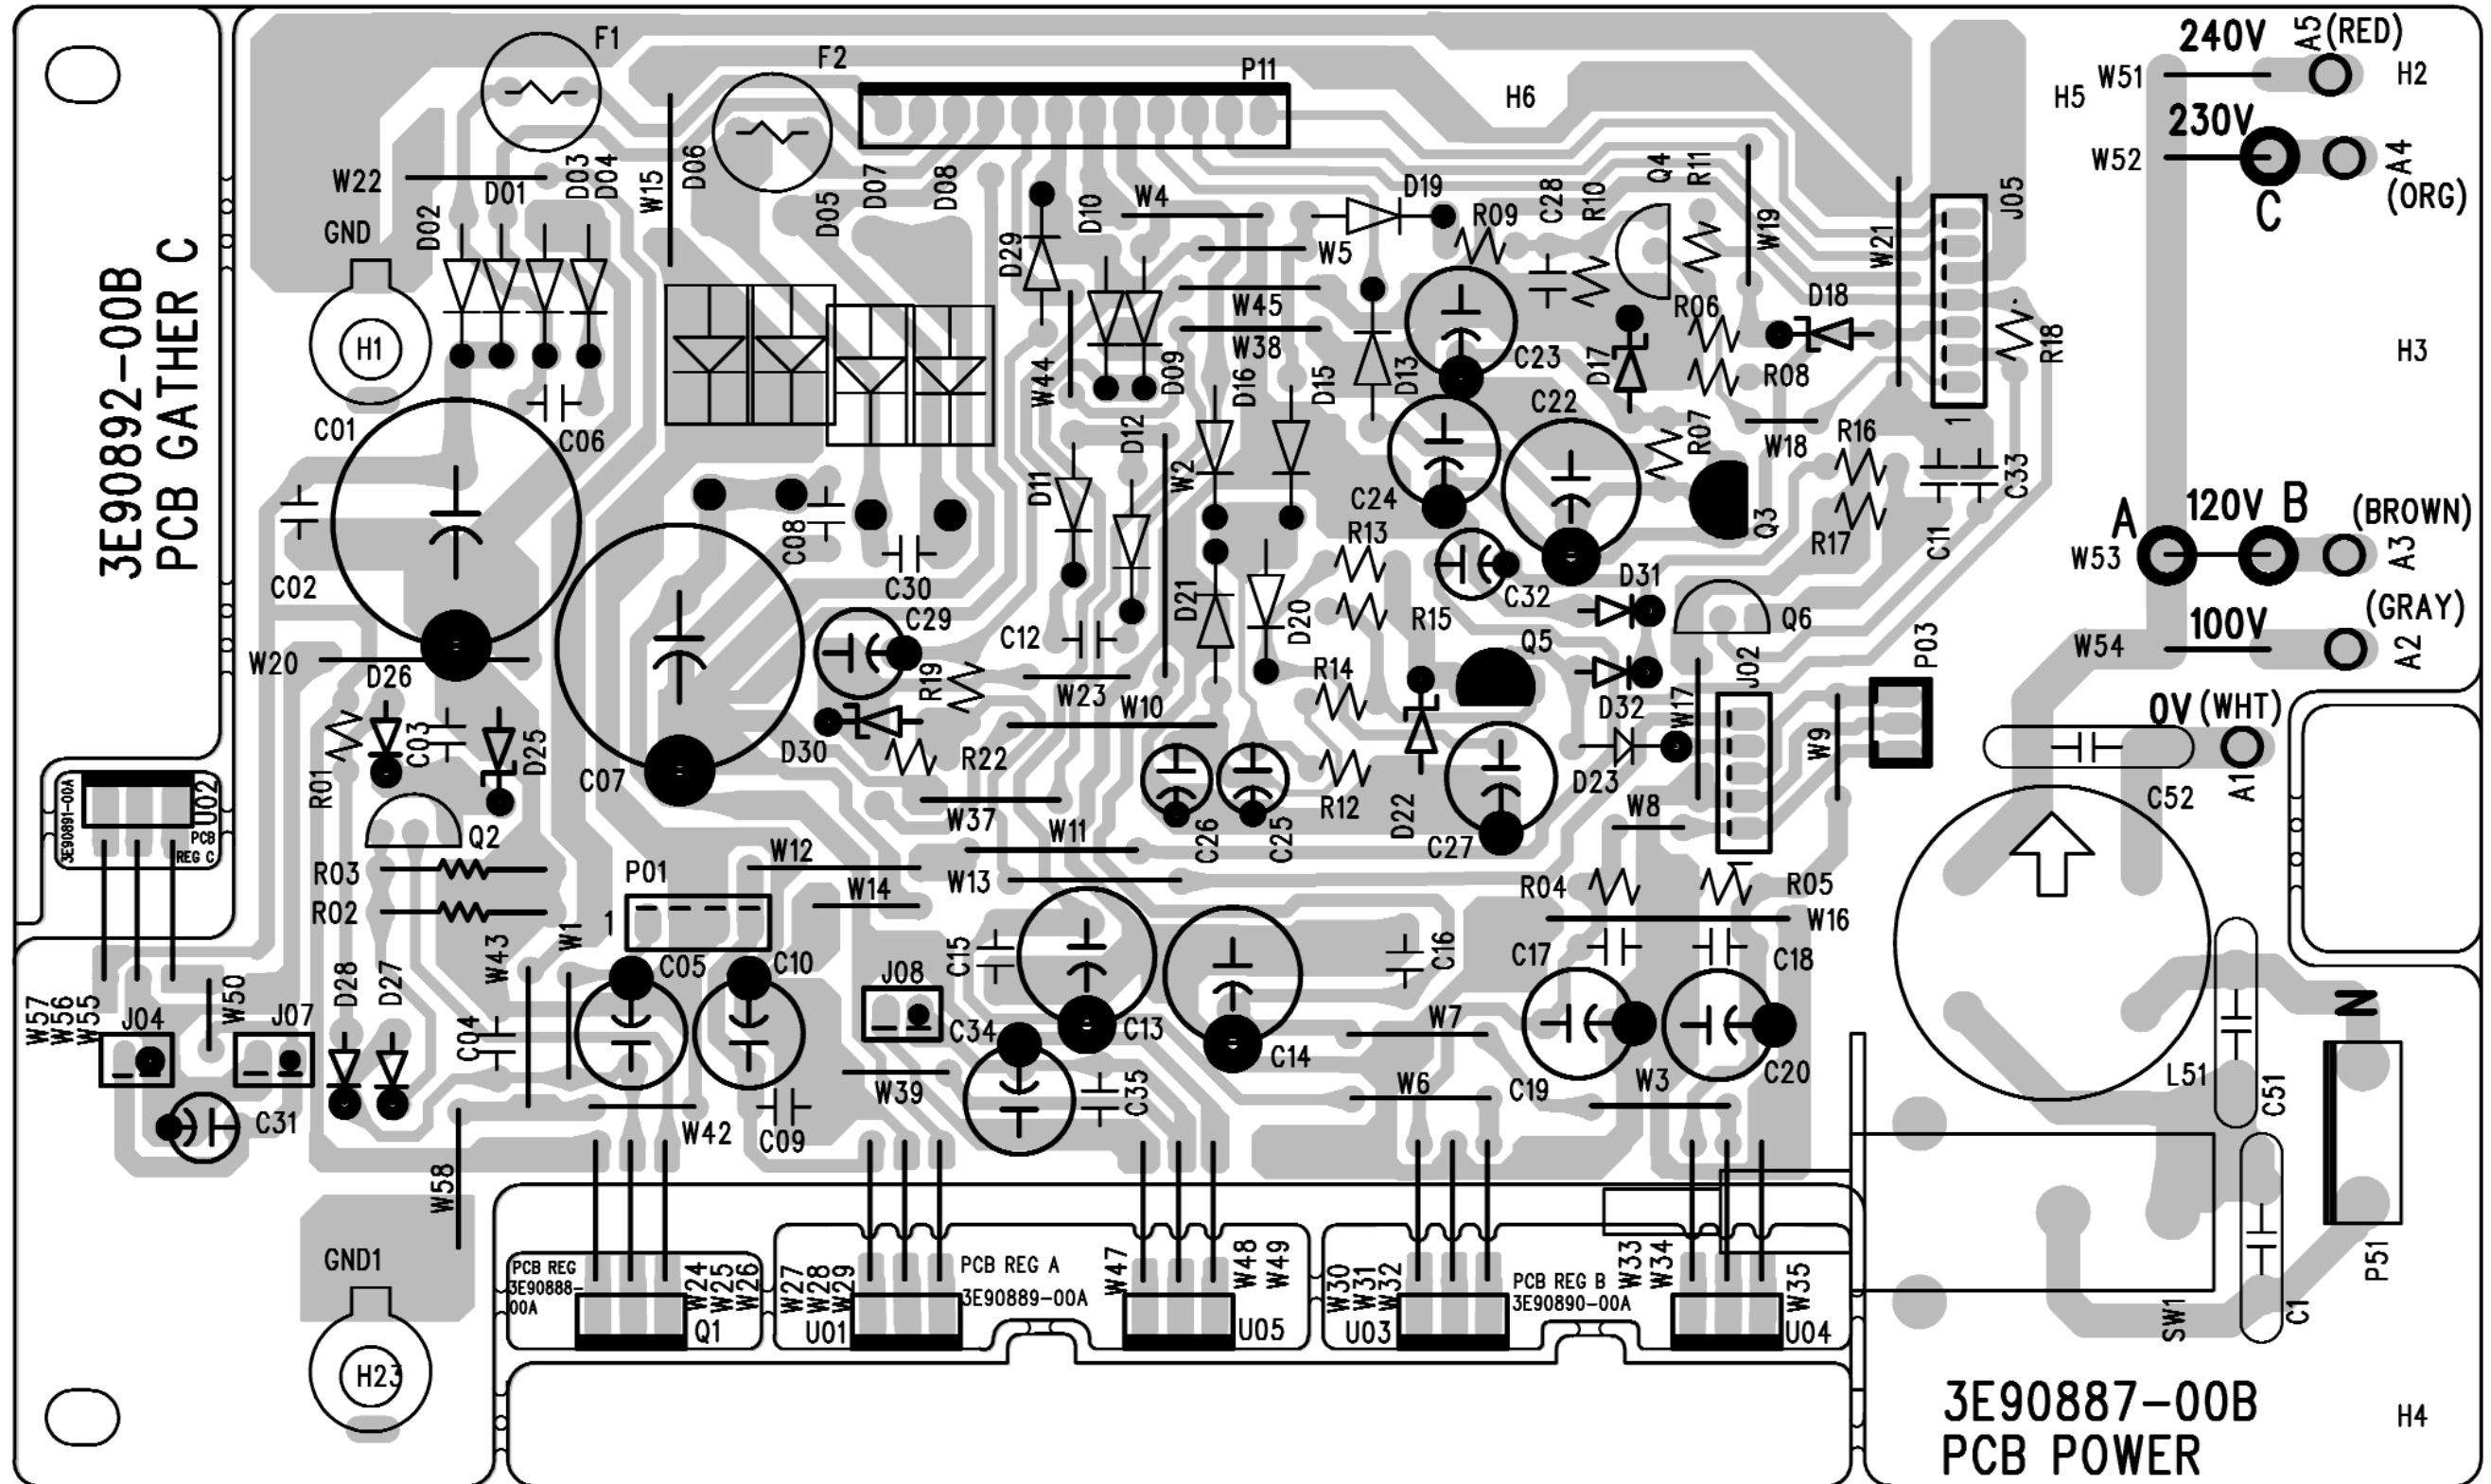 F1
F2
P11
H6
H5
240V
A5
(RED)
W51
H2
230V
W52
A4
(ORG)
C
W22
D01
D03
D04
D02
W15
D06
D05
D07
D08
D10
W4
D19
C28
R10
Q4
R11
R09
W19
W21
J05
GND
D29
W5
W45
W38
R06
D18
R18
H1
H3
3E90892-00B
PCB GATHER C
W44
D09
D16
D15
D13
C23
D17
R08
C01
C06
C22
W18
R16
1
D12
R07
D11
W2
C24
C33
C08
Q3
R13
R17
C11
A
120V
B
(BROWN)
W53
A3
C02
C30
D21
D20
C32
D31
Q6
C29
C12
R15
(GRAY)
100V
W54
A2
W20
D26
R19
Q5
J02
P03
R14
W23
W10
D32
W17
0V
(WHT)
R01
C03
D25
D30
R22
W9
C07
D23
R12
D22
C52
A1
3E90891-00A
U02
PCB
REG C
W37
W11
C26
C25
C27
W8
Q2
R03
R02
P01
1
W12
W14
W13
R04
R05
1
W16
W43
W1
C05
C10
C15
C16
C17
C18
J08
W57
W56
W55
J04
W50
J07
D28
D27
C04
C34
C13
C14
W7
N
C31
W42
C09
W39
C35
W6
C19
W3
C20
L51
C51
W58
GND1
PCB REG
3E90888-
00A
W24
W25
W26
W27
W28
W29
PCB REG A
3E90889-00A
W47
W48
W49
W30
W31
W32
PCB REG B
3E90890-00A
W33
W34
W35
P51
Q1
U01
U05
U03
U04
SW1
C1
H23
3E90887-00B
PCB POWER
H4